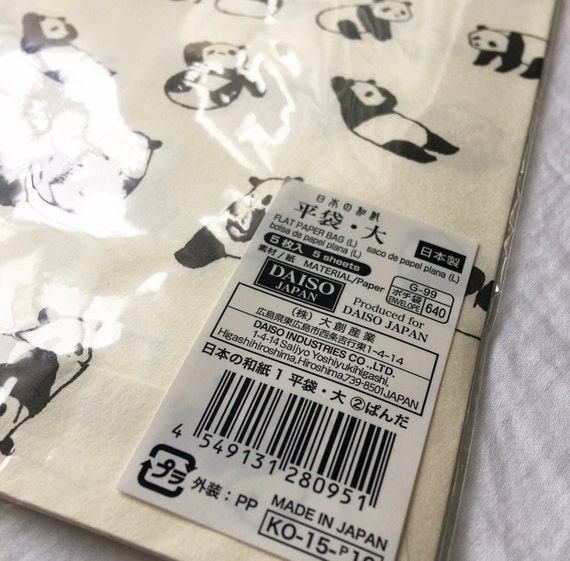 日本の和紙
平袋・大
日本製
FLAT PAPER BAG (L)
bolsa de papel plana (L) saco de papel plana (L)
5枚入 5 sheets
素材/紙 MATERIAL/Paper
G-99
ポチ袋 ENVELOPE 640
DAISO JAPAN
Produced for DAISO JAPAN
(株)大創産業
広島県東広島市西条吉行東1-4-14
DAISO INDUSTRIES CO.,LTD.
1-4-14 Saijyo Yoshiyukihigashi,
Higashihiroshima,Hiroshima,739-8501JAPAN
日本の和紙1 平袋・大 ②ぱんだ
4 549131 280951
プラ 外装:PP
MADE IN JAPAN
KO-15-P